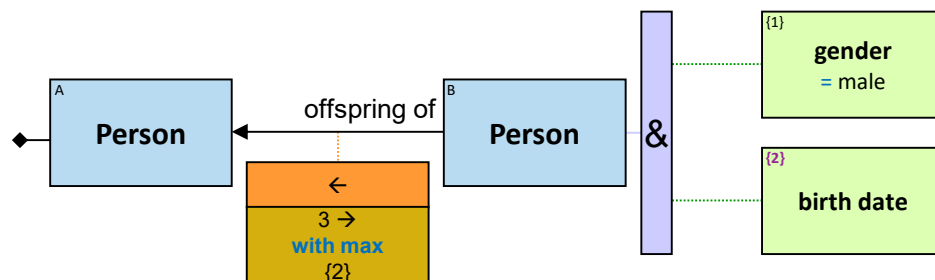 A
Person
offspring of
B
Person
&
{1}
gender
= male
{2}
birth date
←
3 →
with max
{2}